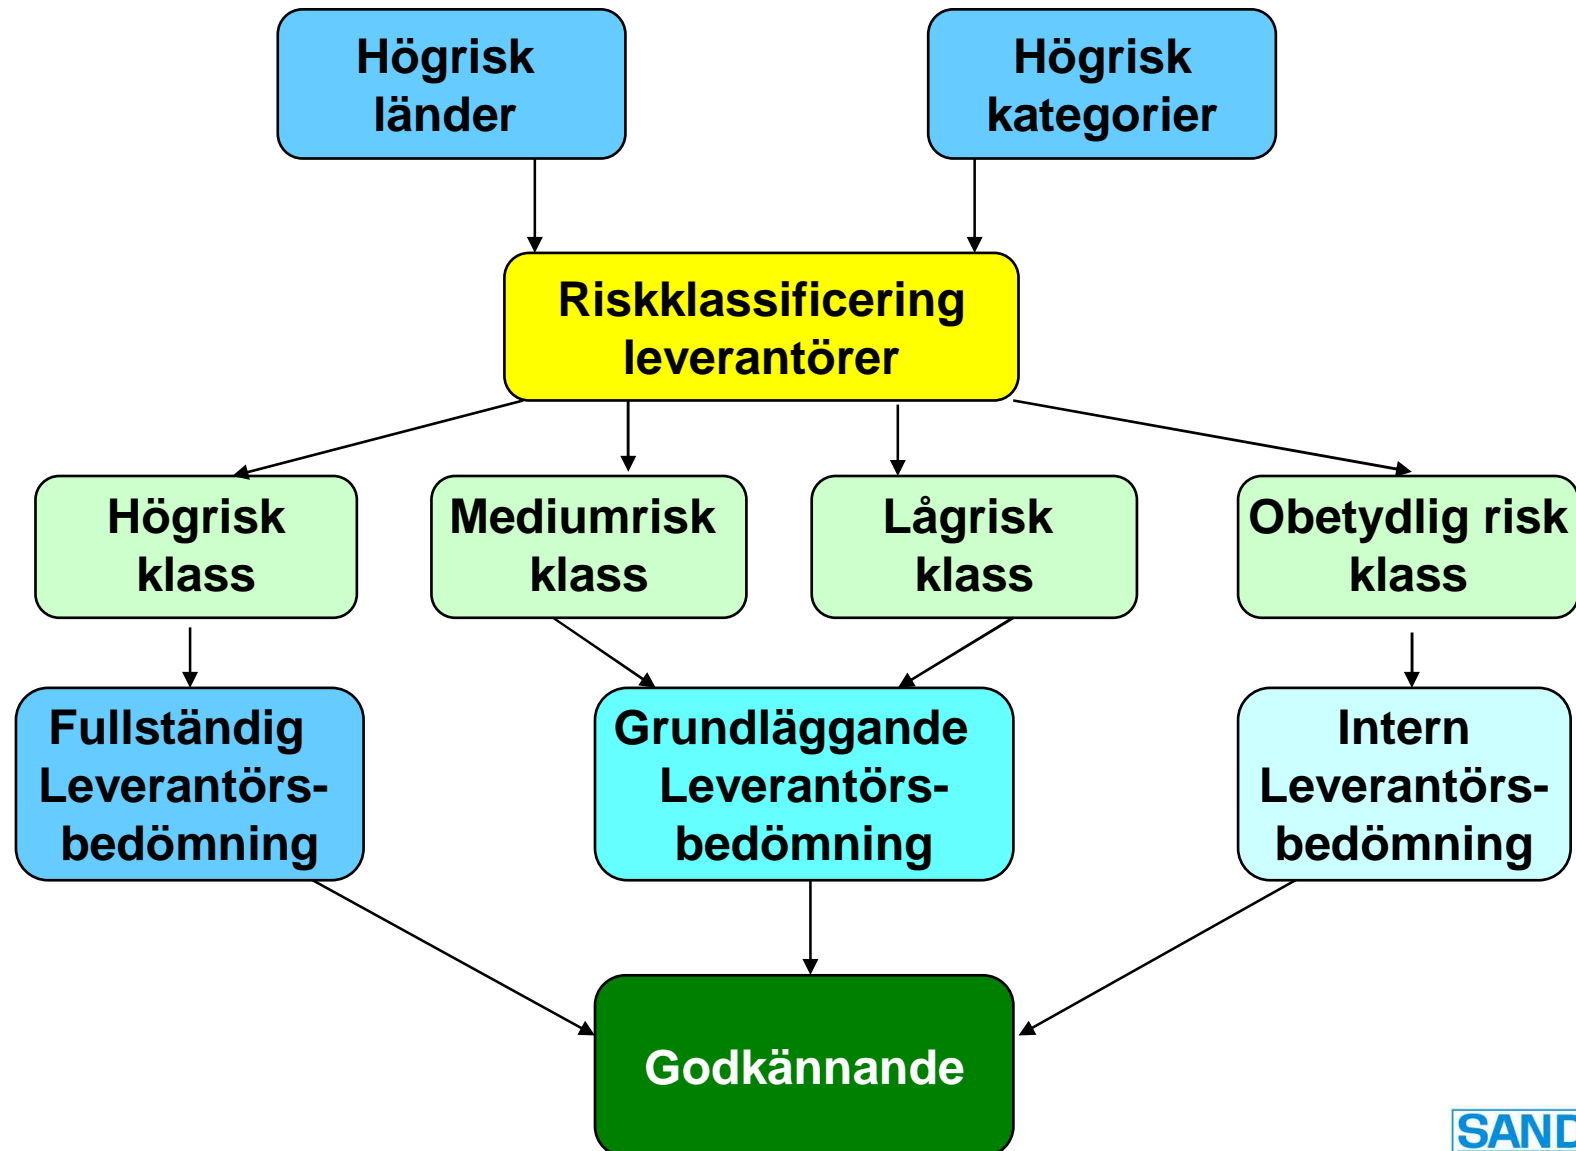 Högrisk
länder
Högrisk
kategorier
Riskklassificering
leverantörer
Högrisk
klass
Mediumrisk
klass
Lågrisk
klass
Obetydlig risk
klass
Fullständig
Leverantörs-
bedömning
Grundläggande
Leverantörs-
bedömning
Intern
Leverantörs-
bedömning
Godkännande
SAND